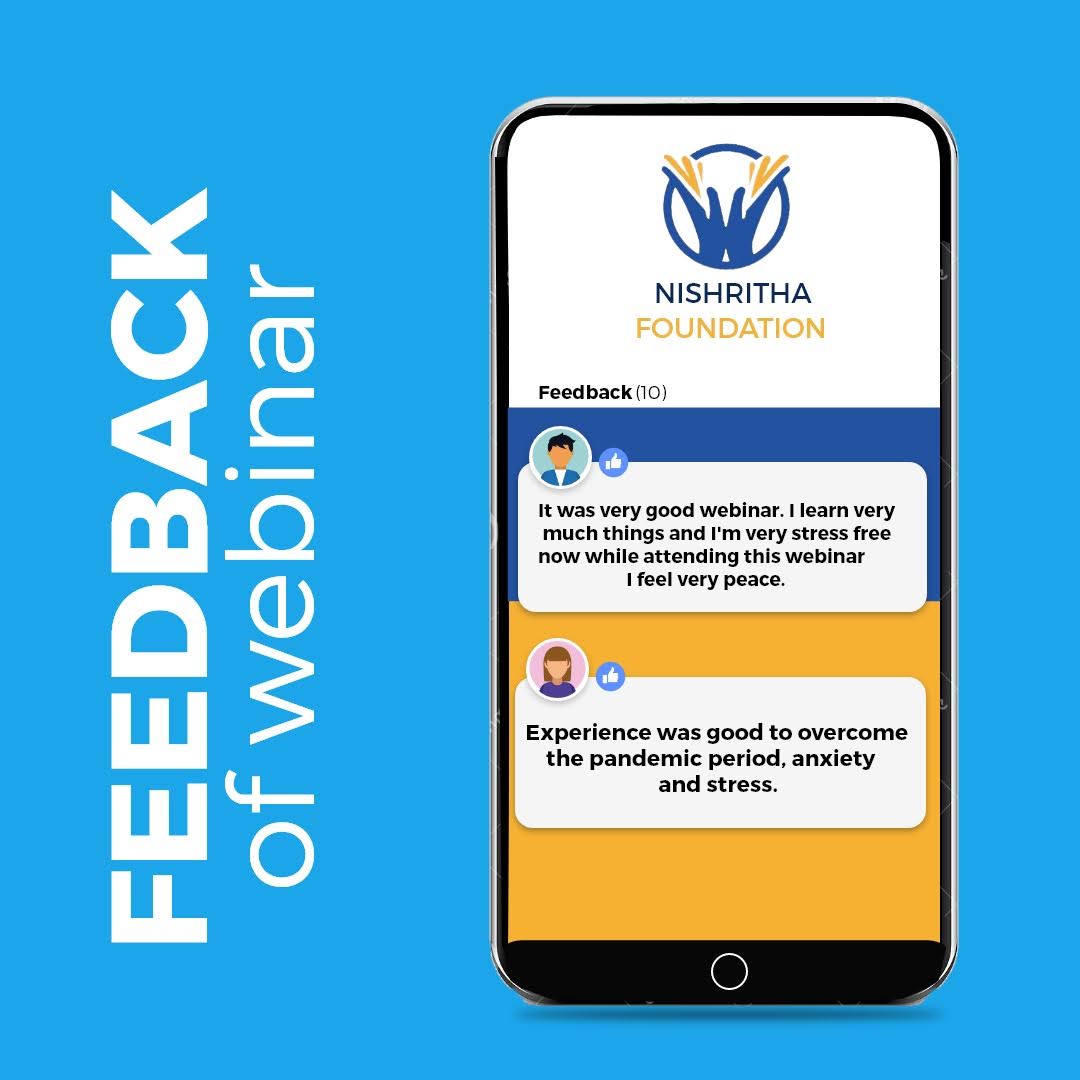 FEEDBACK
of webinar
NISHRITHA
FOUNDATION
Feedback (10)
It was very good webinar. I learn very
much things and I'm very stress free
now while attending this webinar
I feel very peace.
Experience was good to overcome
the pandemic period, anxiety
and stress.